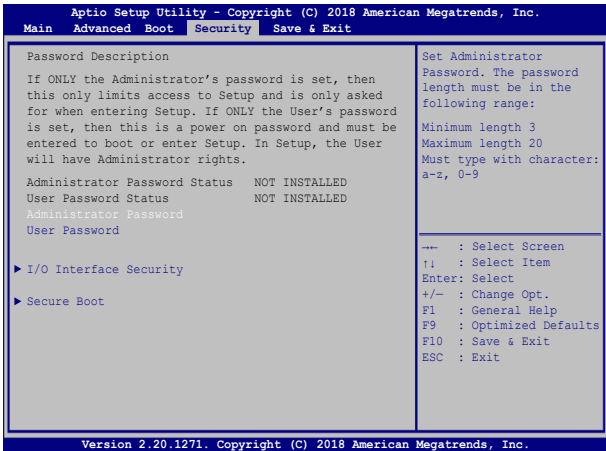 Aptio Setup Utility - Copyright (C) 2018 American Megatrends, Inc.
Main Advanced Boot Security Save & Exit
Password Description
If ONLY the Administrator's password is set, then
this only limits access to Setup and is only asked
for when entering Setup. If ONLY the User's password
is set, then this is a power on password and must be
entered to boot or enter Setup. In Setup, the User
will have Administrator rights.
Administrator Password Status NOT INSTALLED
User Password Status NOT INSTALLED
Administrator Password
User Password
I/O Interface Security
Secure Boot
Set Administrator
Password. The password
length must be in the
following range:
Minimum length 3
Maximum length 20
Must type with character:
a-z, 0-9
→← : Select Screen
↑↓ : Select Item
Enter: Select
+/— : Change Opt.
F1 : General Help
F9 : Optimized Defaults
F10 : Save & Exit
ESC : Exit
Version 2.20.1271. Copyright (C) 2018 American Megatrends, Inc.